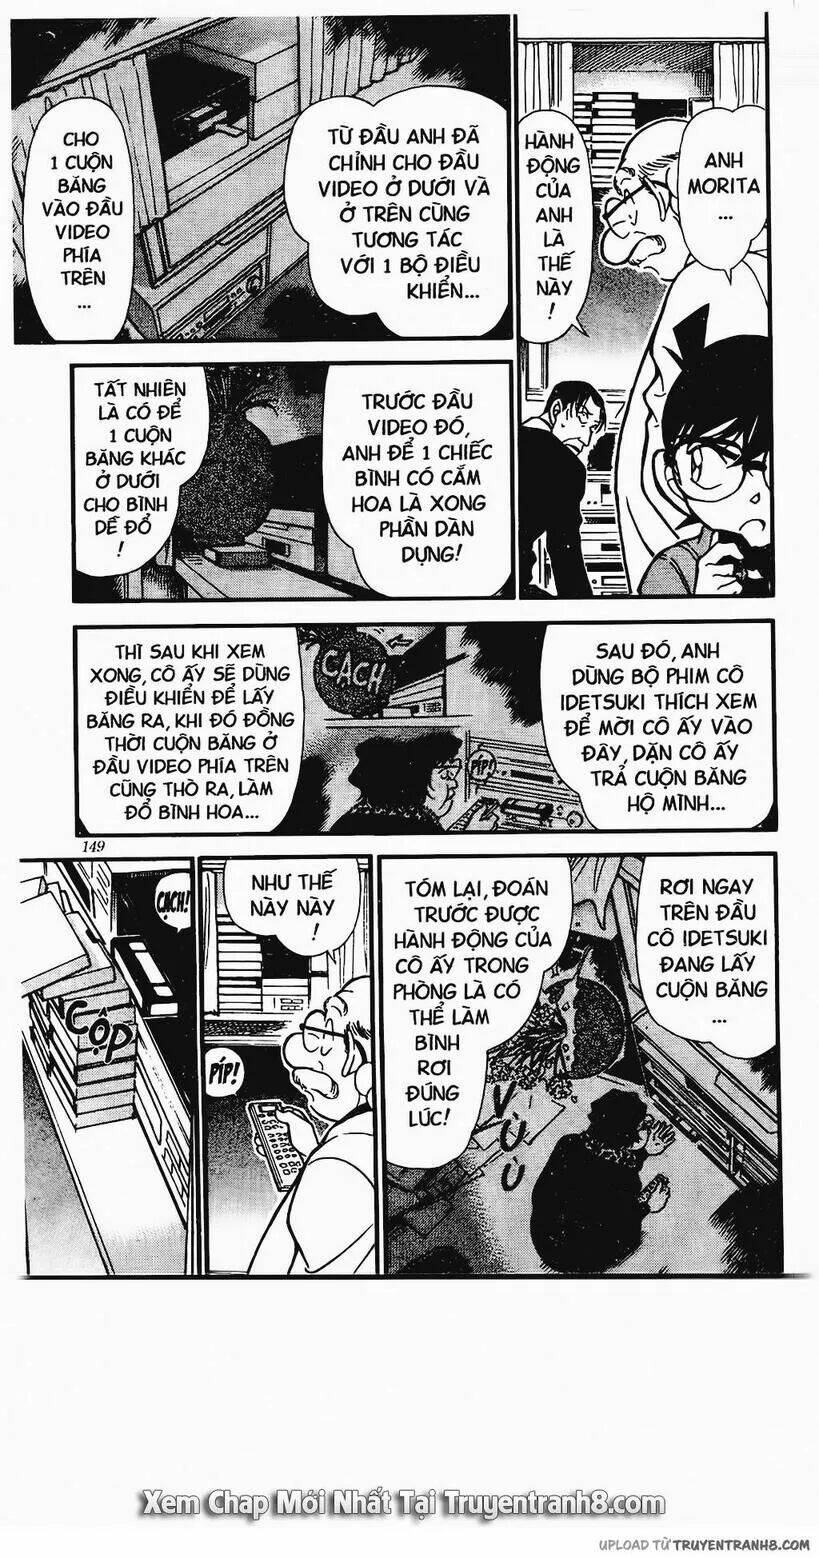 ANH
MORITA
...
HÀNH
ĐỘNG
CỦA
ANH
LÀ
THẾ
NÀY
!
TỪ ĐẦU ANH ĐÃ
CHỈNH CHO ĐẦU
VIDEO Ở DƯỚI VÀ
Ở TRÊN CÙNG
TƯƠNG TÁC
VỚI 1 BỘ ĐIỀU
KHIỂN...
CHO
1 CUỘN
BĂNG
VÀO ĐẦU
VIDEO
PHÍA
TRÊN
...
TRƯỚC ĐẦU
VIDEO ĐÓ,
ANH ĐỂ 1 CHIẾC
BÌNH CÓ CẮM
HOA LÀ XONG
PHẦN DÀN
DỰNG!
TẤT NHIÊN
LÀ CÓ ĐỂ
1 CUỘN
BĂNG KHÁC
Ở DƯỚI
CHO BÌNH
DỄ ĐỔ
!
SAU ĐÓ, ANH
DÙNG BỘ PHIM CÔ
IDETSUKI THÍCH XEM
ĐỂ MỜI CÔ ẤY VÀO
ĐÂY, DẶN CÔ ẤY
TRẢ CUỘN BĂNG
HỘ MÌNH...
CẠCH
PÍP!
THÌ SAU KHI XEM
XONG, CÔ ẤY SẼ DÙNG
ĐIỀU KHIỂN ĐỂ LẤY
BĂNG RA, KHI ĐÓ ĐỒNG
THỜI CUỘN BĂNG Ở
ĐẦU VIDEO PHÍA TRÊN
CŨNG THÒ RA, LÀM
ĐỔ BÌNH HOA...
149
RƠI NGAY
TRÊN ĐẦU
CÔ IDETSUKI
ĐANG LẤY
CUỘN BĂNG
...
TÓM LẠI, ĐOÁN
TRƯỚC ĐƯỢC
HÀNH ĐỘNG CỦA
CÔ ẤY TRONG
PHÒNG LÀ CÓ
THỂ LÀM
BÌNH
RƠI
ĐÚNG
LÚC!
VÙÙ
NHƯ THẾ
NÀY NÀY
!
PÍP!
CẠCH!
CỘP
Xem Chap Mới Nhất Tại Truyentranh8.com
UPLOAD TỪ TRUYENTRANH8.COM